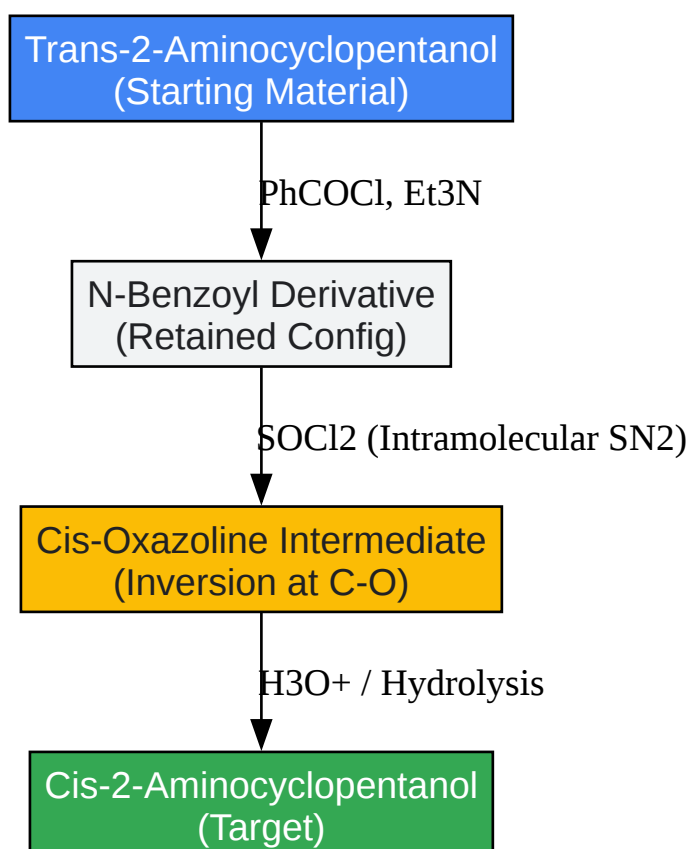 Trans-2-Aminocyclopentanol
(Starting Material)
PhCOCl, Et3N
N-Benzoyl Derivative
(Retained Config)
SOCl2 (Intramolecular SN2)
Cis-Oxazoline Intermediate
(Inversion at C-O)
H3O+ / Hydrolysis
Cis-2-Aminocyclopentanol
(Target)